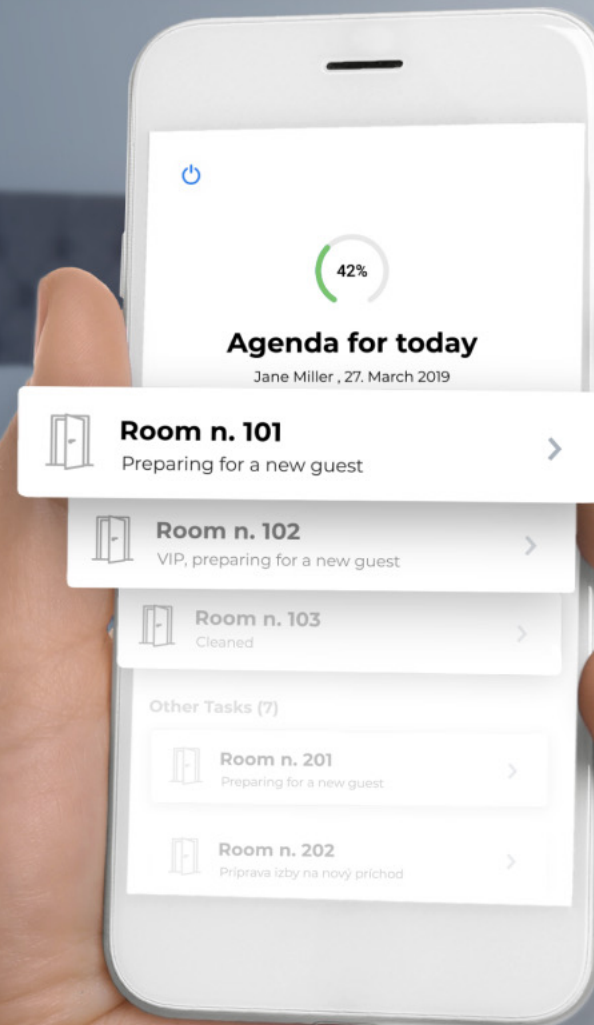 42%
Agenda for today
Jane Miller , 27. March 2019
Room n. 101
Preparing for a new guest
Room n. 102
VIP, preparing for a new guest
Room n. 103
Cleaned
Other Tasks (7)
Room n. 201
Preparing for a new guest
Room n. 202
Príprava izby na nový príchod